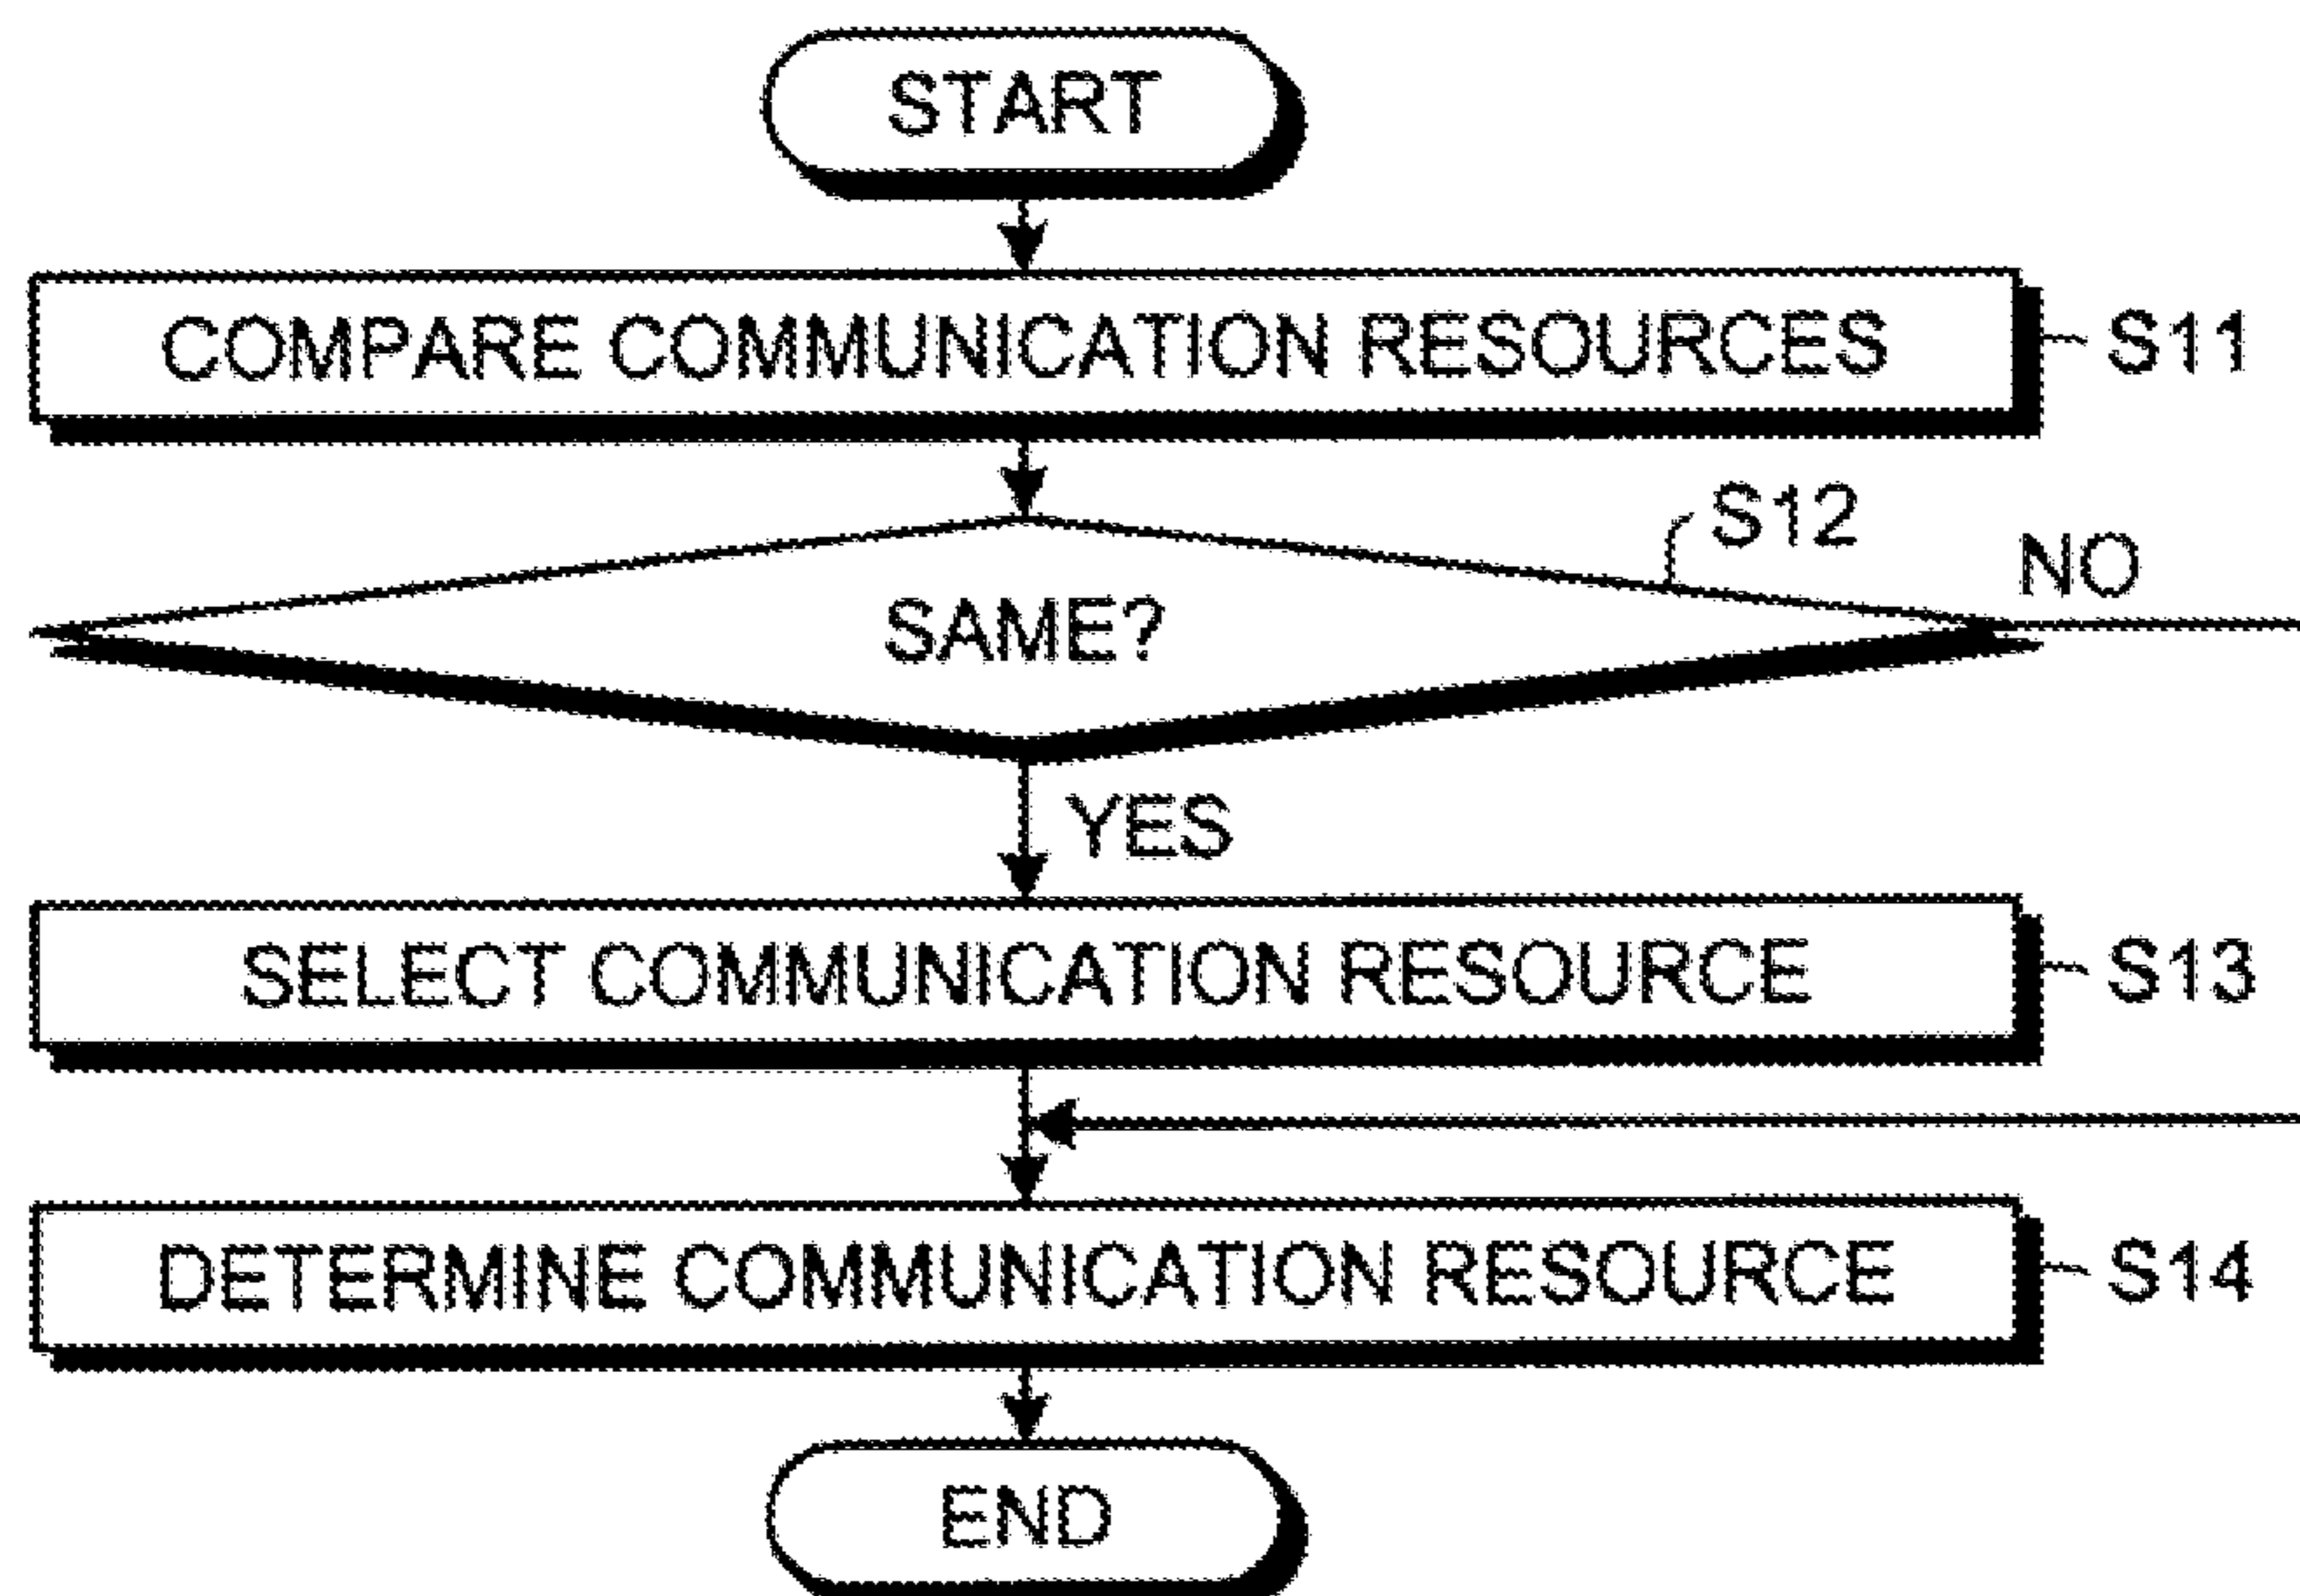 START
COMPARE COMMUNICATION RESOURCES S11
S12
NO
SAME?
YES
SELECT COMMUNICATION RESOURCE S13
DETERMINE COMMUNICATION RESOURCE S14
END